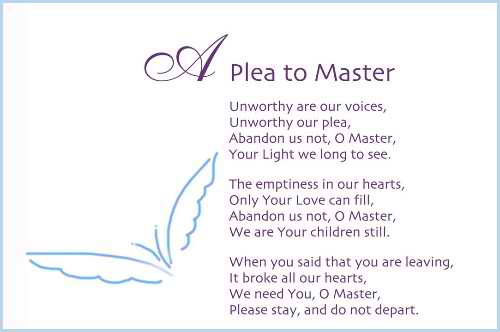 A Plea to Master
Unworthy are our voices,
Unworthy our plea,
Abandon us not, O Master,
Your Light we long to see.
The emptiness in our hearts,
Only Your Love can fill,
Abandon us not, O Master,
We are Your children still.
When you said that you are leaving,
It broke all our hearts,
We need You, O Master,
Please stay, and do not depart.